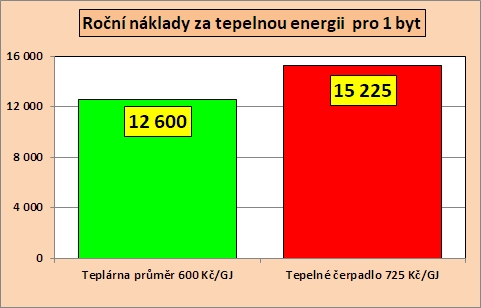 Roční náklady za tepelnou energii pro 1 byt
16 000
12 000
8 000
4 000
0
12 600
15 225
Teplárna průměr 600 Kč/GJ
Tepelné čerpadlo 725 Kč/GJ